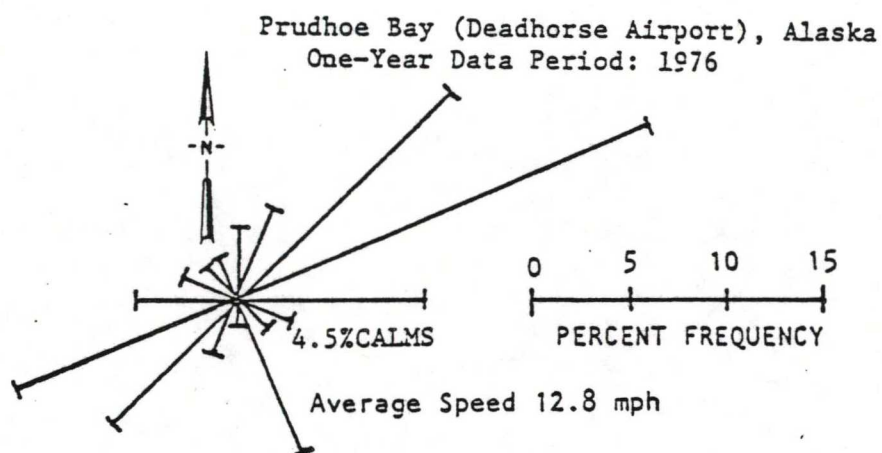 Prudhoe Bay (Deadhorse Airport), Alaska
One-Year Data Period: 1976
-N-
0 5 10 15
4.5%CALMS
PERCENT FREQUENCY
Average Speed 12.8 mph